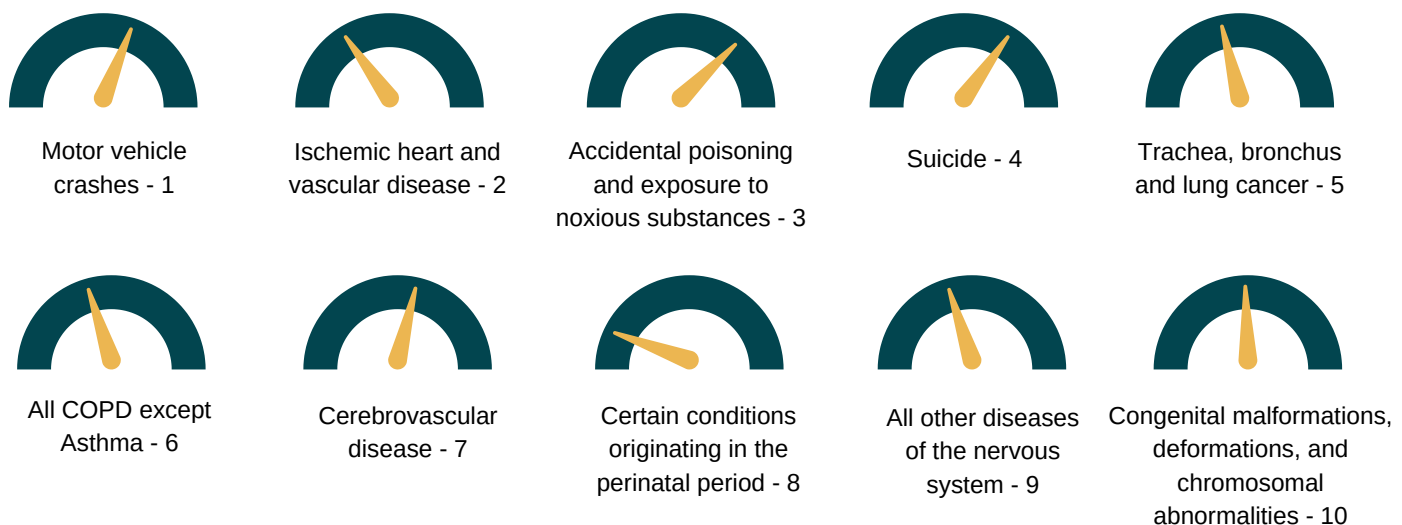 Motor vehicle
crashes - 1
Ischemic heart and
vascular disease - 2
Accidental poisoning
and exposure to
noxious substances - 3
Suicide - 4
Trachea, bronchus
and lung cancer - 5
All COPD except
Asthma - 6
Cerebrovascular
disease - 7
Certain conditions
originating in the
perinatal period - 8
All other diseases
of the nervous
system - 9
Congenital malformations,
deformations, and
chromosomal
abnormalities - 10